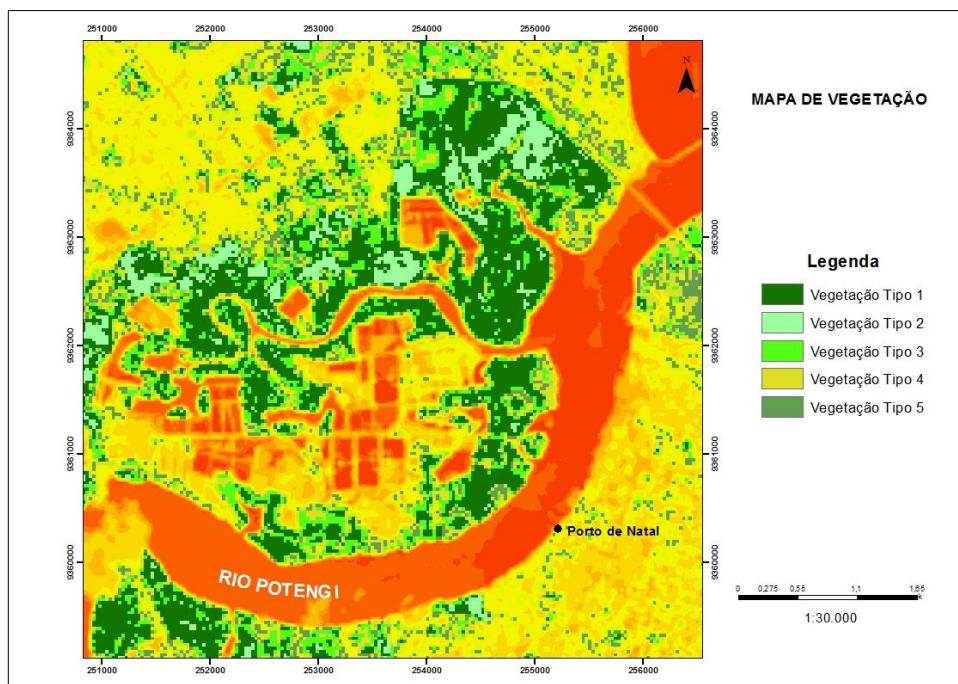 251000 252000 253000 254000 255000 256000
N
MAPA DE VEGETAÇÃO
9364000 9364000
9363000 9363000
Legenda
Vegetação Tipo 1
Vegetação Tipo 2
9362000 9362000
Vegetação Tipo 3
Vegetação Tipo 4
Vegetação Tipo 5
9361000 9361000
Porto de Natal
9360000 9360000
RIO POTENGI
0 0,275 0,55 1,1 1,65
1:30.000
251000 252000 253000 254000 255000 256000